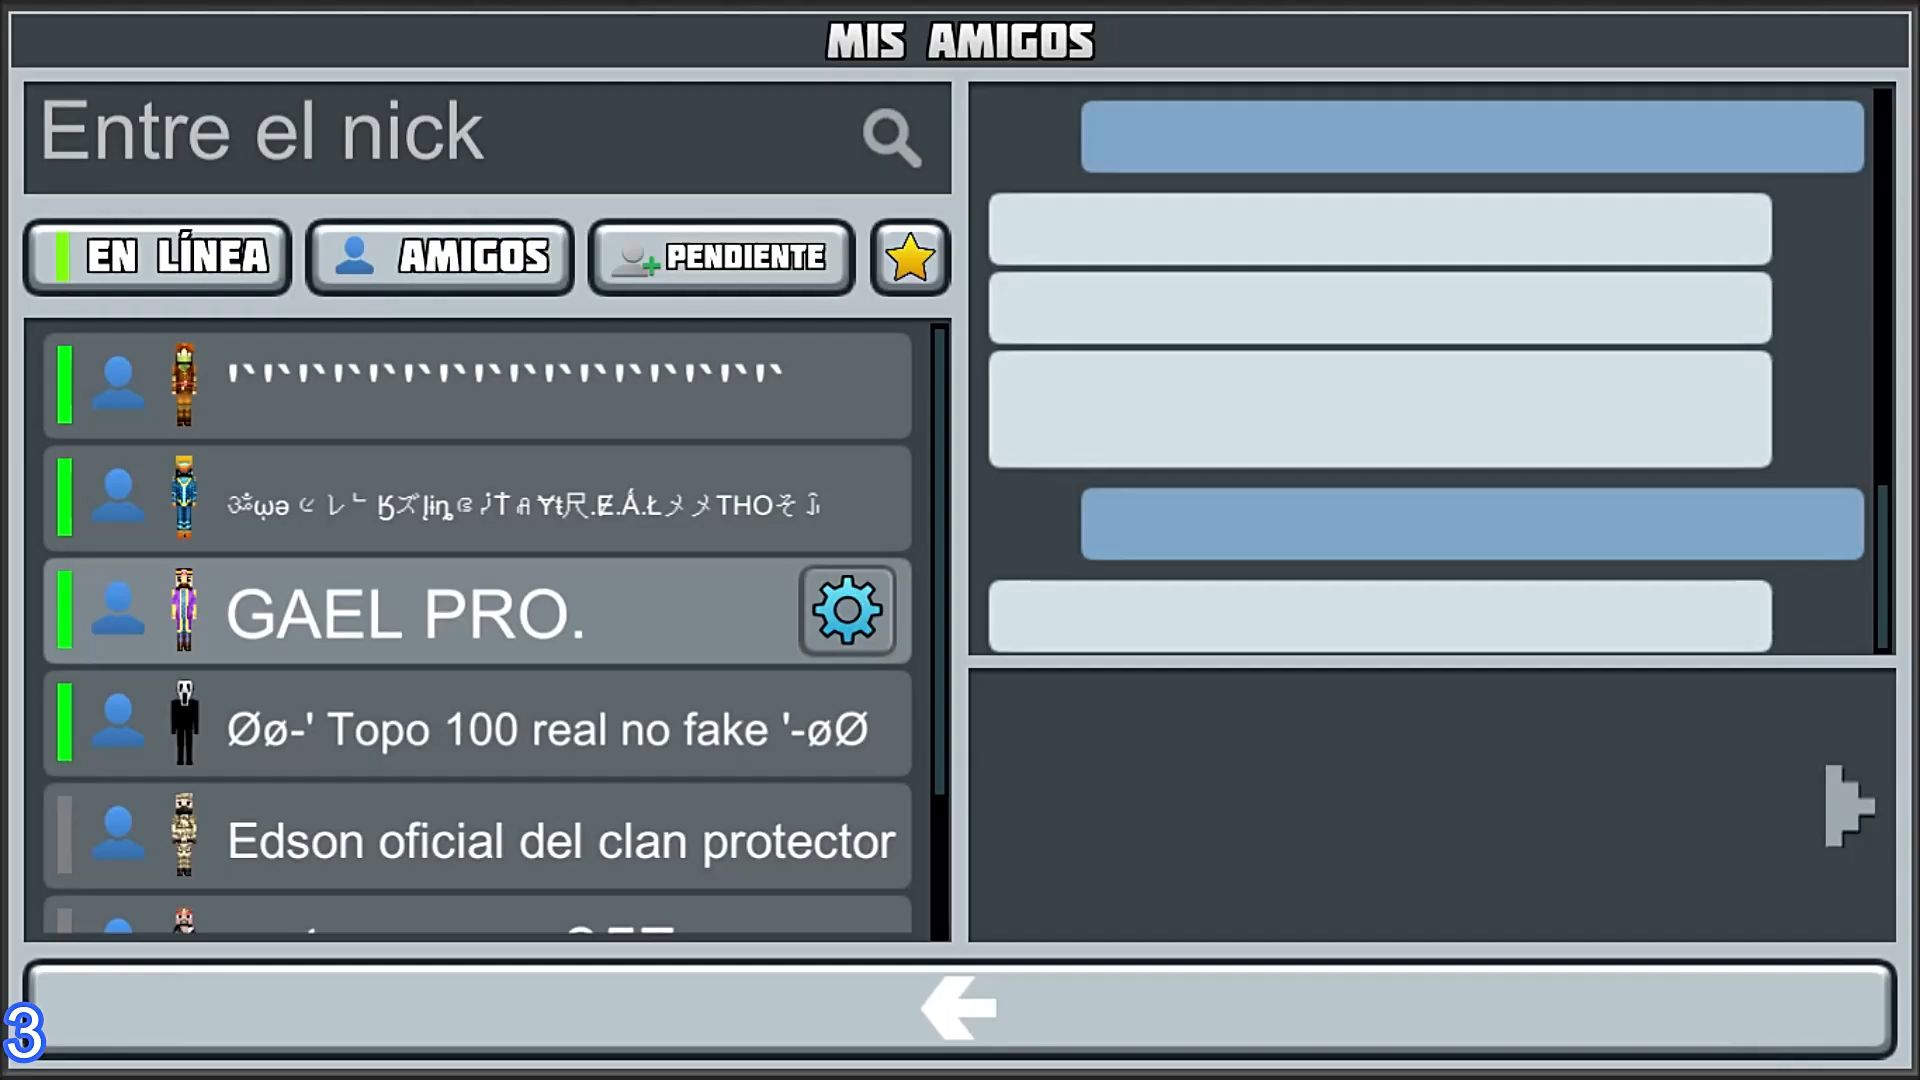 MIS AMIGOS
Entre el nick
EN LÍNEA
AMIGOS
PENDIENTE
GAEL PRO.
Øø-' Topo 100 real no fake '-øØ
Edson oficial del clan protector
3